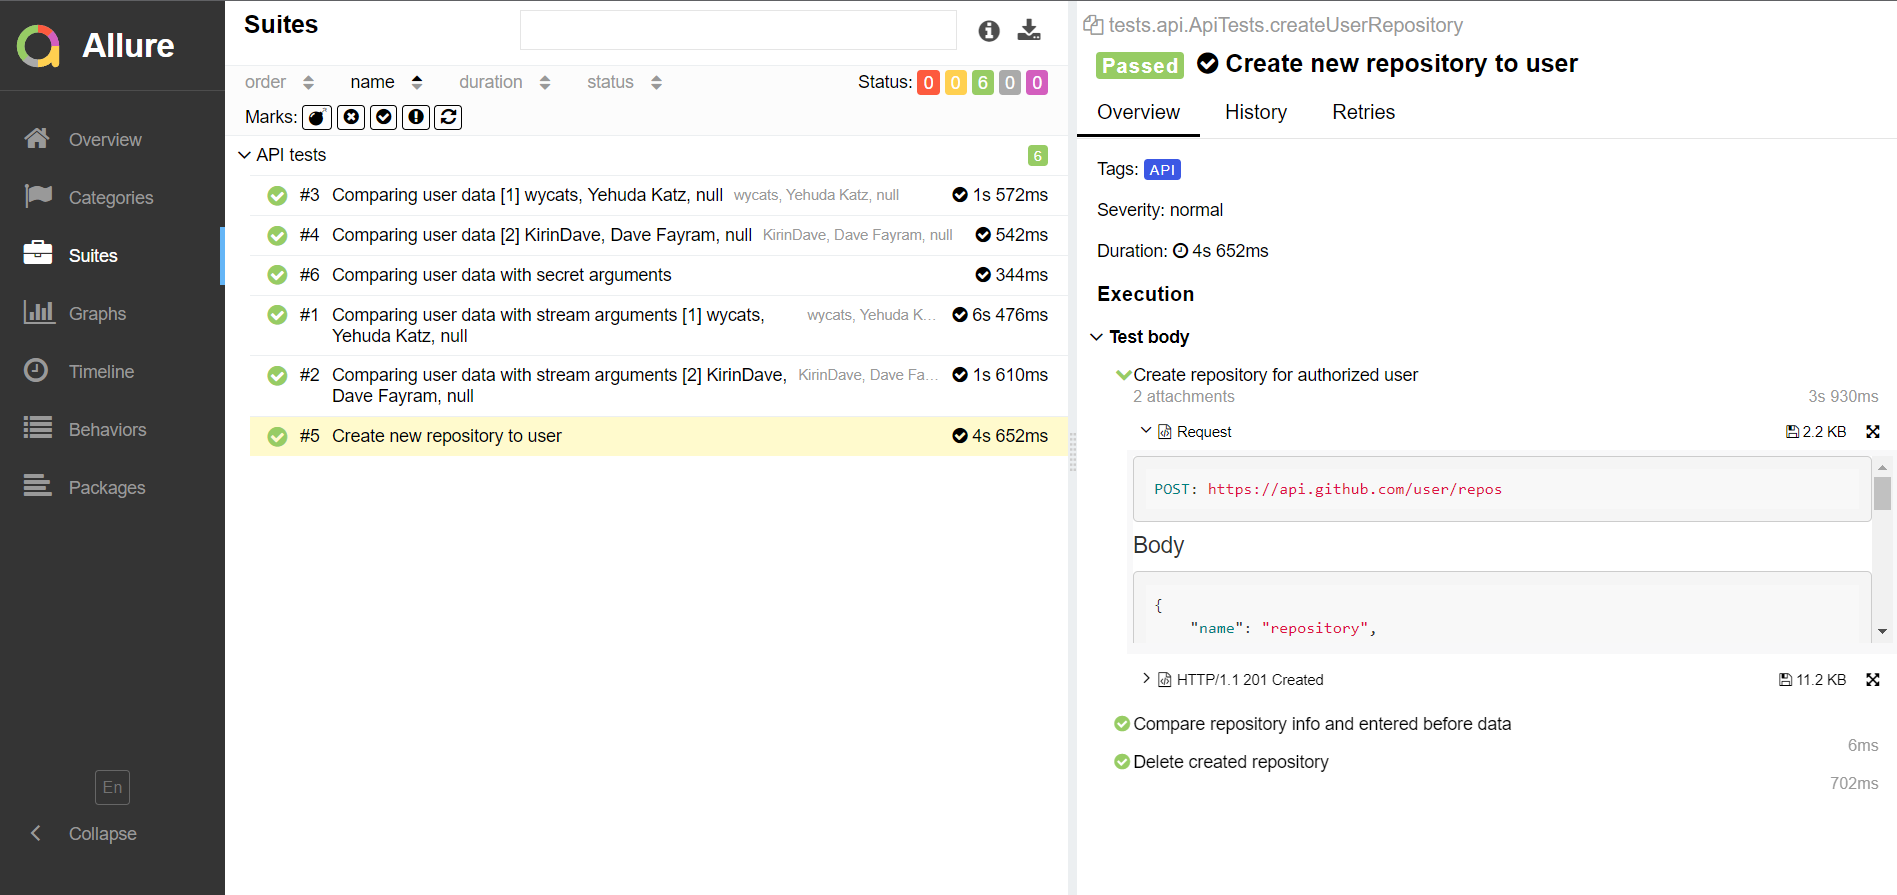 Allure
Overview
Categories
Suites
Graphs
Timeline
Behaviors
Packages
En
Collapse
Suites
order name duration status Status: 0 0 6 0 0
Marks:
API tests 6
#3 Comparing user data [1] wycats, Yehuda Katz, null wycats, Yehuda Katz, null 1s 572ms
#4 Comparing user data [2] KirinDave, Dave Fayram, null KirinDave, Dave Fayram, null 542ms
#6 Comparing user data with secret arguments 344ms
#1 Comparing user data with stream arguments [1] wycats, wycats, Yehuda K... 6s 476ms
Yehuda Katz, null
#2 Comparing user data with stream arguments [2] KirinDave, KirinDave, Dave Fa... 1s 610ms
Dave Fayram, null
#5 Create new repository to user 4s 652ms
tests.api.ApiTests.createUserRepository
Passed Create new repository to user
Overview History Retries
Tags: API
Severity: normal
Duration: 4s 652ms
Execution
Test body
Create repository for authorized user
2 attachments 3s 930ms
Request 2.2 KB
POST: https://api.github.com/user/repos
Body
{
"name": "repository",
HTTP/1.1 201 Created 11.2 KB
Compare repository info and entered before data
6ms
Delete created repository
702ms